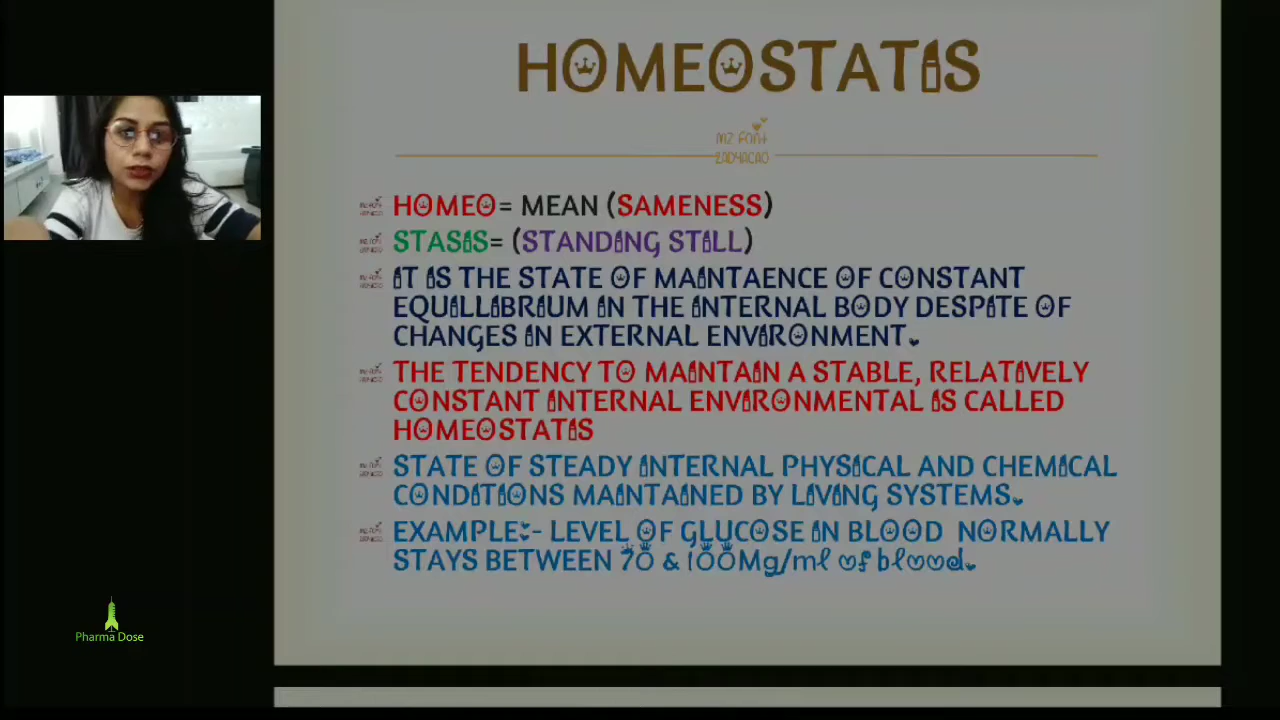 HOMEOSTATIS
MZ Font
ZADYACAO
HOMEO= MEAN (SAMENESS)
STASIS= (STANDING STILL)
IT IS THE STATE OF MAINTAENCE OF CONSTANT
EQUILLIBRIUM IN THE INTERNAL BODY DESPITE OF
CHANGES IN EXTERNAL ENVIRONMENT.
THE TENDENCY TO MAINTAIN A STABLE, RELATIVELY
CONSTANT INTERNAL ENVIRONMENTAL IS CALLED
HOMEOSTATIS
STATE OF STEADY INTERNAL PHYSICAL AND CHEMICAL
CONDITIONS MAINTAINED BY LIVING SYSTEMS.
EXAMPLE:- LEVEL OF GLUCOSE IN BLOOD NORMALLY
STAYS BETWEEN 70 & 100Mg/ml of blood.
Pharma Dose